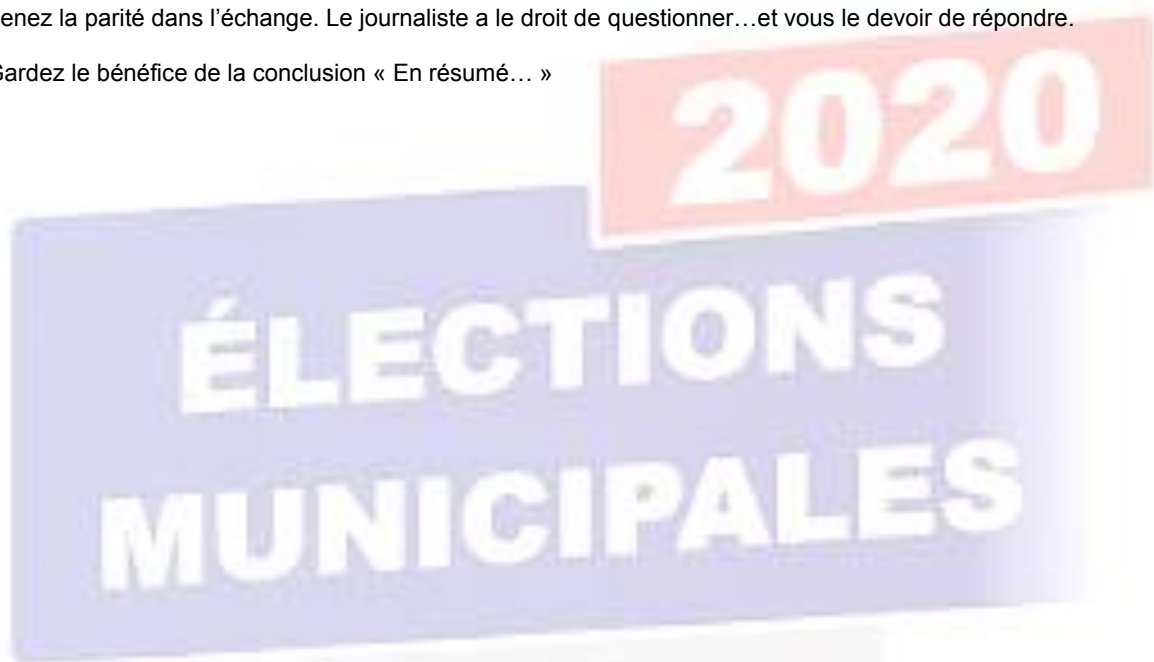 enez la parité dans l’échange. Le journaliste a le droit de questionner…et vous le devoir de répondre.
Gardez le bénéfice de la conclusion « En résumé… »
2020
ÉLECTIONS
MUNICIPALES